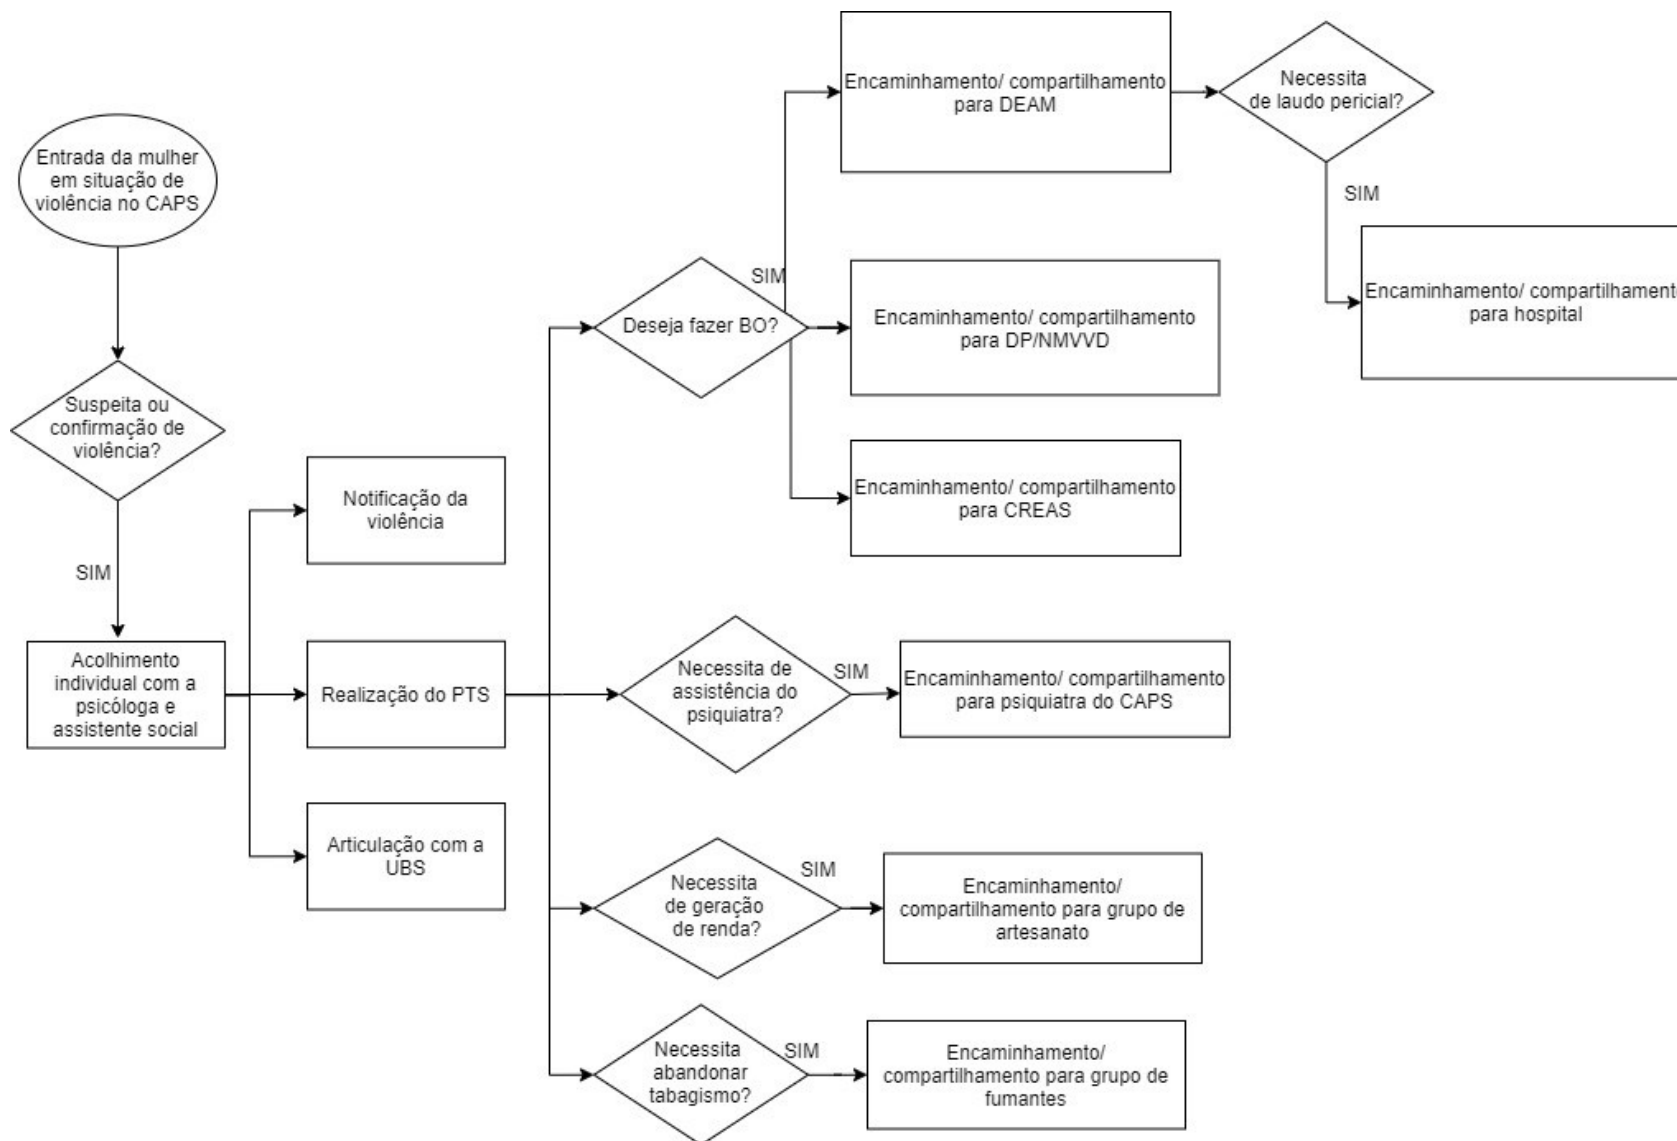 Entrada da mulher
em situação de
violência no CAPS
Suspeita ou
confirmação de
violência?
SIM
Acolhimento
individual com a
psicóloga e
assistente social
Notificação da
violência
Realização do PTS
Articulação com a
UBS
Deseja fazer BO?
SIM
Encaminhamento/ compartilhamento
para DEAM
Necessita
de laudo pericial?
SIM
Encaminhamento/ compartilhamento
para hospital
Encaminhamento/ compartilhamento
para DP/NMVVD
Encaminhamento/ compartilhamento
para CREAS
Necessita de
assistência do
psiquiatra?
SIM
Encaminhamento/ compartilhamento
para psiquiatra do CAPS
Necessita
de geração
de renda?
SIM
Encaminhamento/
compartilhamento para grupo de
artesanato
Necessita
abandonar
tabagismo?
SIM
Encaminhamento/
compartilhamento para grupo de
fumantes